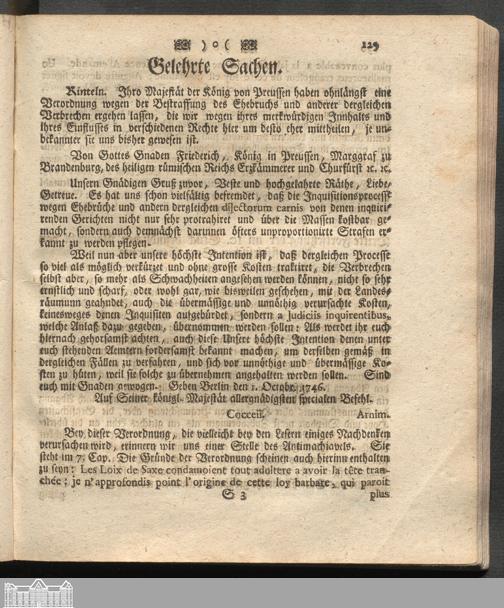 ) o ( 129
Gelehrte Sachen.
Rinteln. Ihro Majestät der König von Preussen haben ohnlängst eine
Verordnung wegen der Bestraffung des Ehebruchs und anderer dergleichen
Verbrechen ergehen lassen, die wir wegen ihres merkwürdigen Innhalts und
ihres Einflusses in verschiedenen Rechte hier um desto eher mittheilen, je un-
bekannter sie uns bisher gewesen ist.
Von Gottes Gnaden Friederich, König in Preussen, Marggraf zu
Brandenburg, des heiligen römischen Reichs Erzkämmerer und Churfürst ꝛc. ꝛc.
Unsern Gnädigen Gruß zuvor, Veste und hochgelahrte Räthe, Liebe
Getreue. Es hat uns schon vielfältig befremdet, daß die Inquisitionsprocesse
wegen Ehebrüche und andern dergleichen delictorum carnis von denen inquiri-
renden Gerichten nicht nur sehr protrahiret und über die Massen kostbar ge-
macht, sondern auch demnächst darunnen öfters unproportionirte Strafen er-
kannt zu werden pflegen.
Weil nun aber unsere höchste Intention ist, daß dergleichen Processe
so viel als möglich verkürzet und ohne grosse Kosten traktiret, die Verbrechen
selbst aber, so mehr als Schwachheiten angesehen werden können, nicht so sehr
ernstlich und scharf, oder wohl gar, wie bisweilen geschehen, mit der Landes-
räumunn geahndet, auch die übermässige und unnöthig verursachte Kosten,
keinesweges denen Inquisiten aufgebürdet, sondern a judiciis inquirentibus,
welche Anlaß dazu gegeben, übernommen werden sollen: Als werdet ihr euch
hiernach gehorsamst achten, auch diese Unsere höchste Intention denen unter
euch stehenden Aemtern fordersamst bekannt machen, um derselben gemäß in
dergleichen Fällen zu verfahren, und sich vor unnöthige und übermässige Ko-
sten zu hüten, weil sie solche zu übernehmen angehalten werden sollen. Sind
euch mit Gnaden gewogen. Geben Berlin den 1. Octobr. 1746.
Auf Seiner königl. Majestät allergnädigsten specialen Befehl.
Cocceji. Arnim.
Bey dieser Verordnung, die vielleicht bey den Lesern einiges Nachdenken
verursachen wird, erinnern wir uns einer Stelle des Antimachiavels. Sie
steht im 7. Cap. Die Gründe der Verordnung scheinen auch hierinn enthalten
zu seyn: Les Loix de Saxe condamoient tout adultere a avoir la tête tran-
chée; je n'approfondis point l'origine de cette loy barbare, qui paroit
S 3 plus